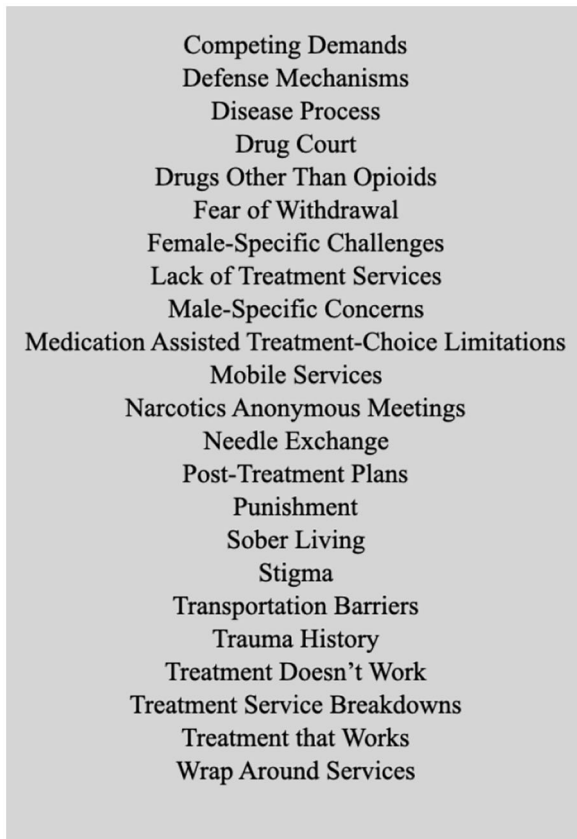 Competing Demands
Defense Mechanisms
Disease Process
Drug Court
Drugs Other Than Opioids
Fear of Withdrawal
Female-Specific Challenges
Lack of Treatment Services
Male-Specific Concerns
Medication Assisted Treatment-Choice Limitations
Mobile Services
Narcotics Anonymous Meetings
Needle Exchange
Post-Treatment Plans
Punishment
Sober Living
Stigma
Transportation Barriers
Trauma History
Treatment Doesn’t Work
Treatment Service Breakdowns
Treatment that Works
Wrap Around Services